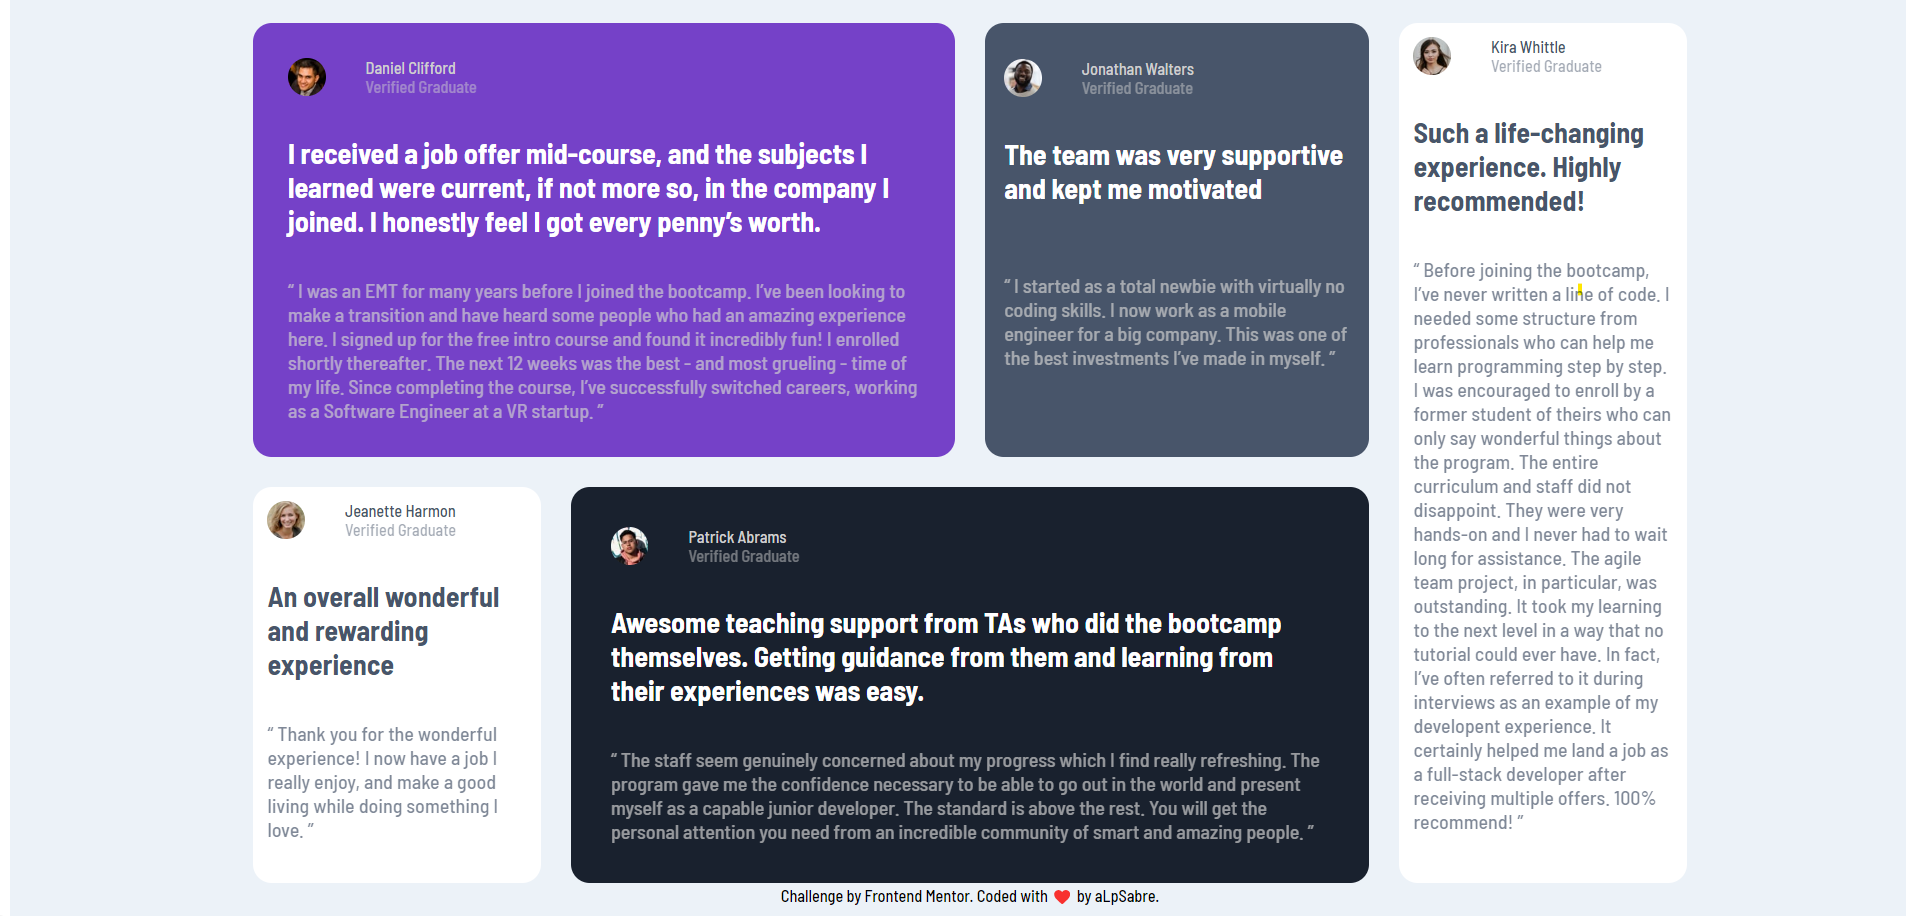 Daniel Clifford
Verified Graduate
I received a job offer mid-course, and the subjects I
learned were current, if not more so, in the company I
joined. I honestly feel I got every penny’s worth.
“ I was an EMT for many years before I joined the bootcamp. I’ve been looking to
make a transition and have heard some people who had an amazing experience
here. I signed up for the free intro course and found it incredibly fun! I enrolled
shortly thereafter. The next 12 weeks was the best - and most grueling - time of
my life. Since completing the course, I’ve successfully switched careers, working
as a Software Engineer at a VR startup. ”
Jonathan Walters
Verified Graduate
The team was very supportive
and kept me motivated
“ I started as a total newbie with virtually no
coding skills. I now work as a mobile
engineer for a big company. This was one of
the best investments I’ve made in myself. ”
Kira Whittle
Verified Graduate
Such a life-changing
experience. Highly
recommended!
“ Before joining the bootcamp,
I’ve never written a line of code. I
needed some structure from
professionals who can help me
learn programming step by step.
I was encouraged to enroll by a
former student of theirs who can
only say wonderful things about
the program. The entire
curriculum and staff did not
disappoint. They were very
hands-on and I never had to wait
long for assistance. The agile
team project, in particular, was
outstanding. It took my learning
to the next level in a way that no
tutorial could ever have. In fact,
I’ve often referred to it during
interviews as an example of my
developent experience. It
certainly helped me land a job as
a full-stack developer after
receiving multiple offers. 100%
recommend! ”
Jeanette Harmon
Verified Graduate
An overall wonderful
and rewarding
experience
“ Thank you for the wonderful
experience! I now have a job I
really enjoy, and make a good
living while doing something I
love. ”
Patrick Abrams
Verified Graduate
Awesome teaching support from TAs who did the bootcamp
themselves. Getting guidance from them and learning from
their experiences was easy.
“ The staff seem genuinely concerned about my progress which I find really refreshing. The
program gave me the confidence necessary to be able to go out in the world and present
myself as a capable junior developer. The standard is above the rest. You will get the
personal attention you need from an incredible community of smart and amazing people. ”
Challenge by Frontend Mentor. Coded with ❤️ by aLpSabre.